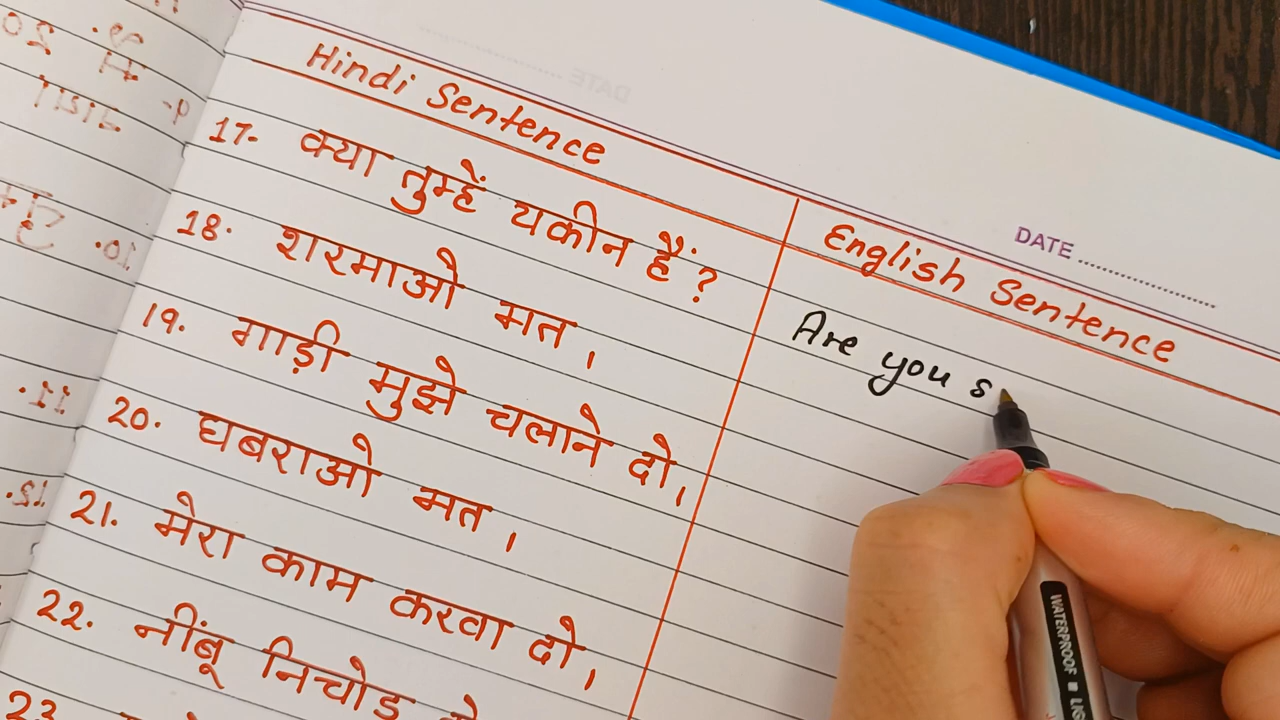 Hindi Sentence
English Sentence
DATE
17. क्या तुम्हें यकीन हैं ?
Are you s
18. शरमाओ मत ।
19. गाड़ी मुझे चलाने दो ।
20. घबराओ मत ।
21. मेरा काम करवा दो ।
22. नींबू निचोड़
23.
WATERPROOF